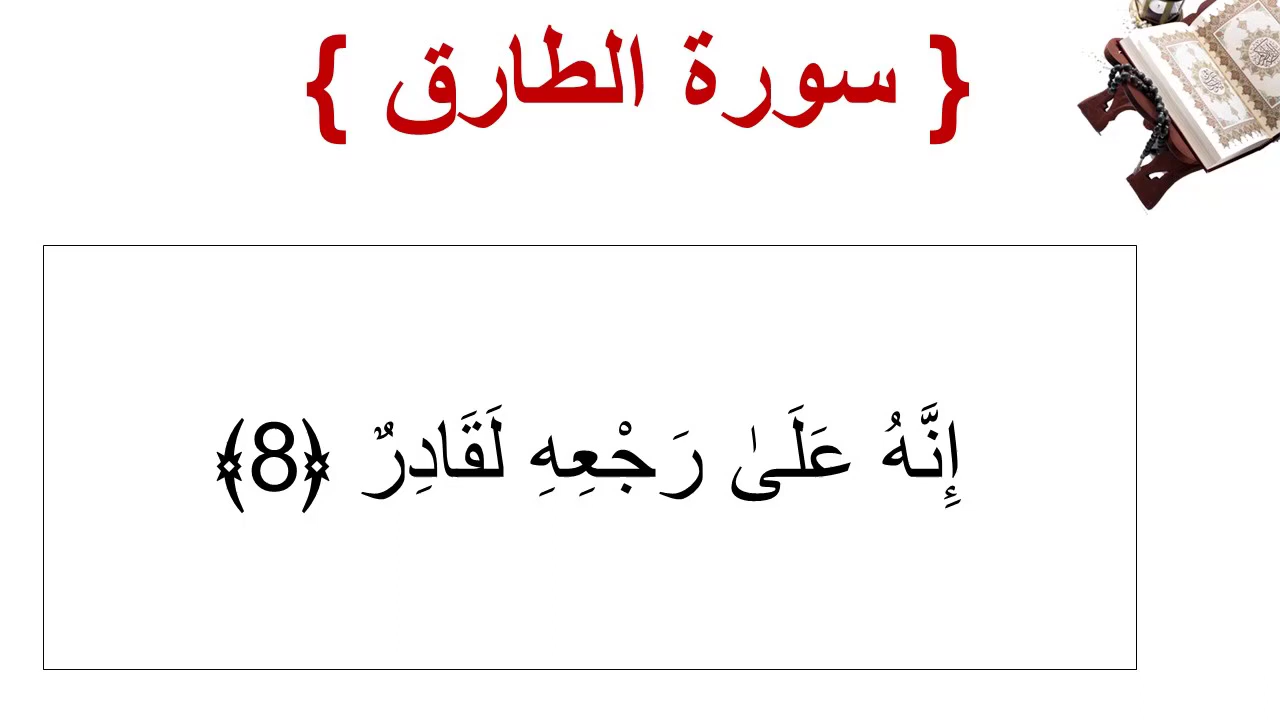 { سورة الطارق }
إِنَّهُ عَلَىٰ رَجْعِهِ لَقَادِرٌ ﴿8﴾